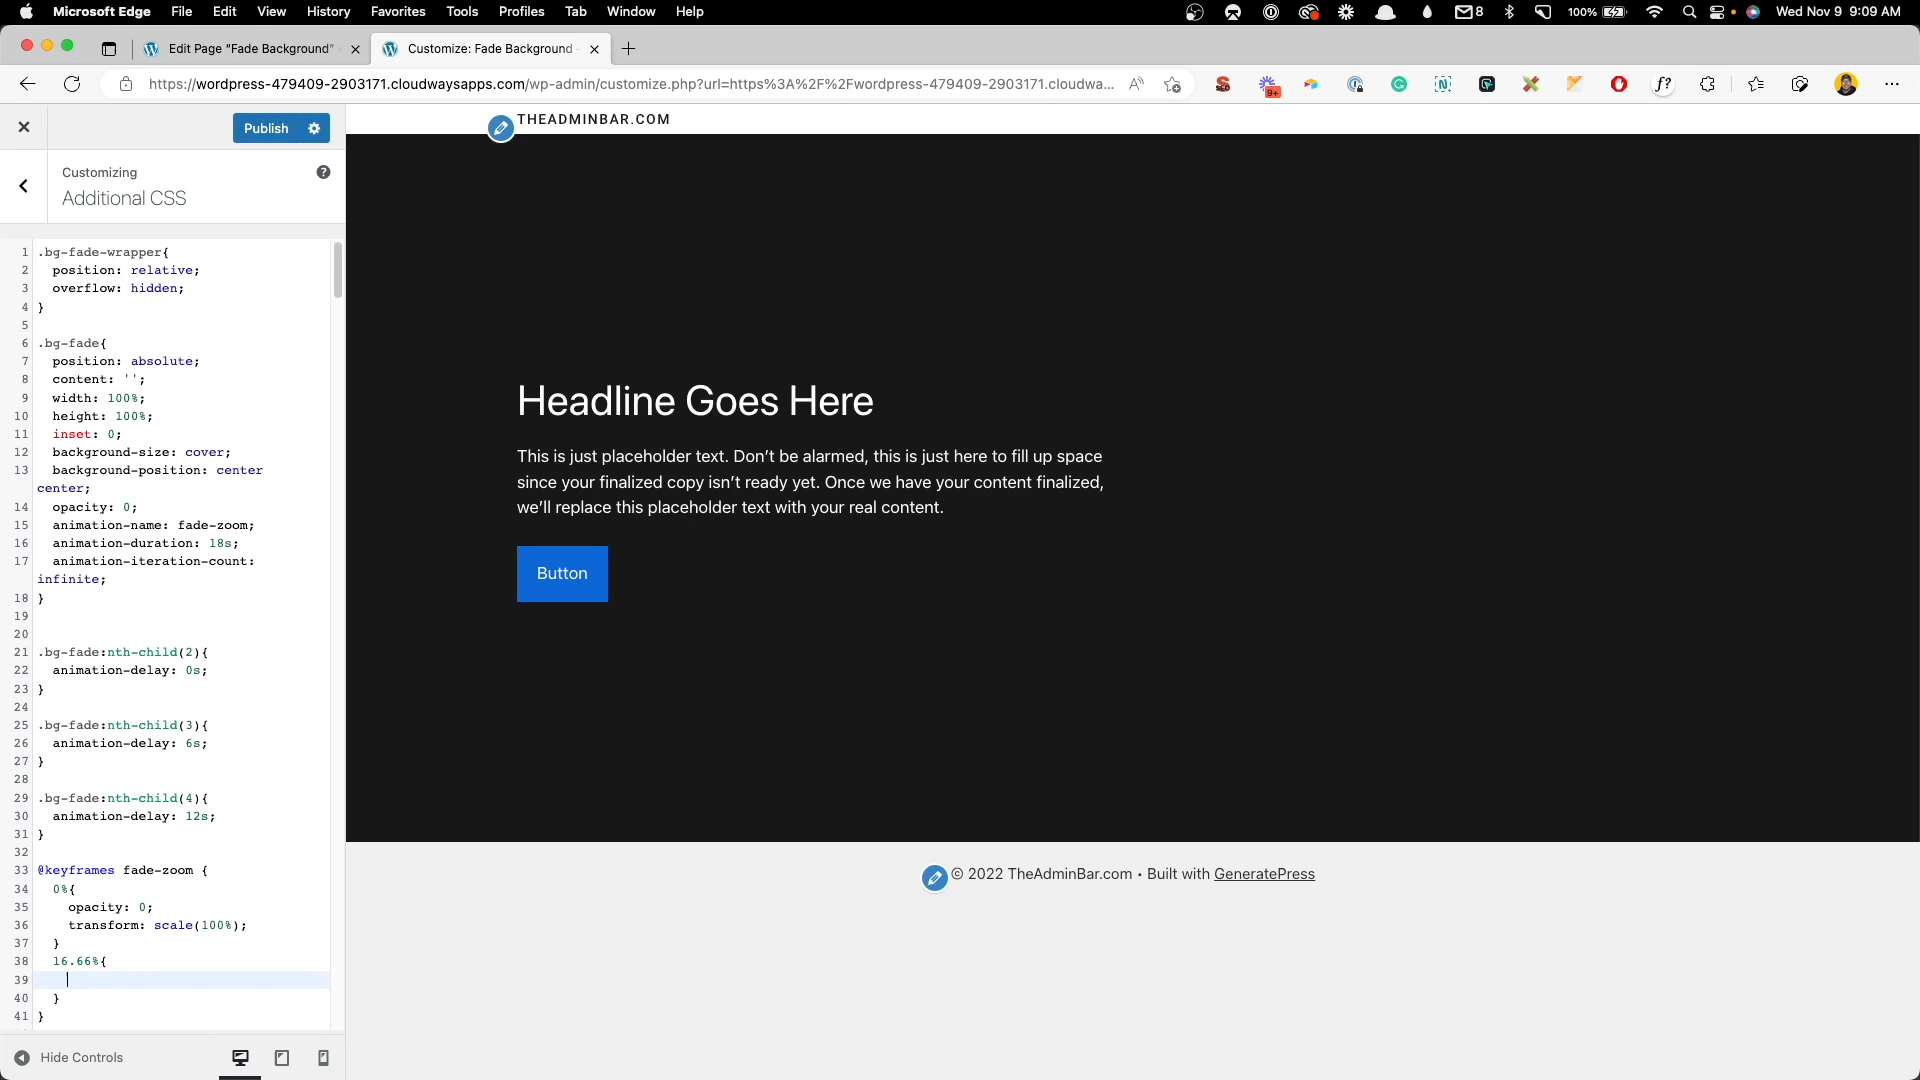 Microsoft Edge File Edit View History Favorites Tools Profiles Tab Window Help 8 100% Wed Nov 9 9:09 AM
Edit Page "Fade Background" Customize: Fade Background -
https://wordpress-479409-2903171.cloudwaysapps.com/wp-admin/customize.php?url=https%3A%2F%2Fwordpress-479409-2903171.cloudwa... 9+ f?
Publish
Customizing
Additional CSS
1 .bg-fade-wrapper{
2 position: relative;
3 overflow: hidden;
4 }
5
6 .bg-fade{
7 position: absolute;
8 content: '';
9 width: 100%;
10 height: 100%;
11 inset: 0;
12 background-size: cover;
13 background-position: center
center;
14 opacity: 0;
15 animation-name: fade-zoom;
16 animation-duration: 18s;
17 animation-iteration-count:
infinite;
18 }
19
20
21 .bg-fade:nth-child(2){
22 animation-delay: 0s;
23 }
24
25 .bg-fade:nth-child(3){
26 animation-delay: 6s;
27 }
28
29 .bg-fade:nth-child(4){
30 animation-delay: 12s;
31 }
32
33 @keyframes fade-zoom {
34 0%{
35 opacity: 0;
36 transform: scale(100%);
37 }
38 16.66%{
39
40 }
41 }
Hide Controls
THEADMINBAR.COM
Headline Goes Here
This is just placeholder text. Don't be alarmed, this is just here to fill up space
since your finalized copy isn't ready yet. Once we have your content finalized,
we'll replace this placeholder text with your real content.
Button
© 2022 TheAdminBar.com • Built with GeneratePress